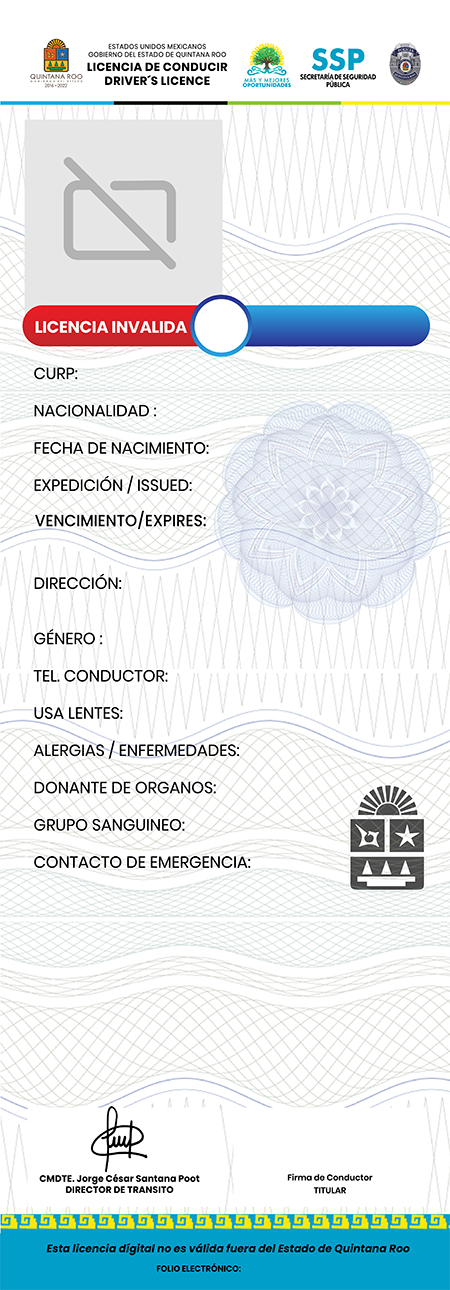 ESTADOS UNIDOS MEXICANOS
GOBIERNO DEL ESTADO DE QUINTANA ROO
LICENCIA DE CONDUCIR
DRIVER´S LICENCE
QUINTANA ROO
2016 • 2022
MÁS Y MEJORES
OPORTUNIDADES
SSP
SECRETARÍA DE SEGURIDAD
PÚBLICA
LICENCIA INVALIDA
CURP:
NACIONALIDAD :
FECHA DE NACIMIENTO:
EXPEDICIÓN / ISSUED:
VENCIMIENTO/EXPIRES:
DIRECCIÓN:
GÉNERO :
TEL. CONDUCTOR:
USA LENTES:
ALERGIAS / ENFERMEDADES:
DONANTE DE ORGANOS:
GRUPO SANGUINEO:
CONTACTO DE EMERGENCIA:
CMDTE. Jorge César Santana Poot
DIRECTOR DE TRANSITO
Firma de Conductor
TITULAR
Esta licencia dígital no es válida fuera del Estado de Quintana Roo
FOLIO ELECTRÓNICO: